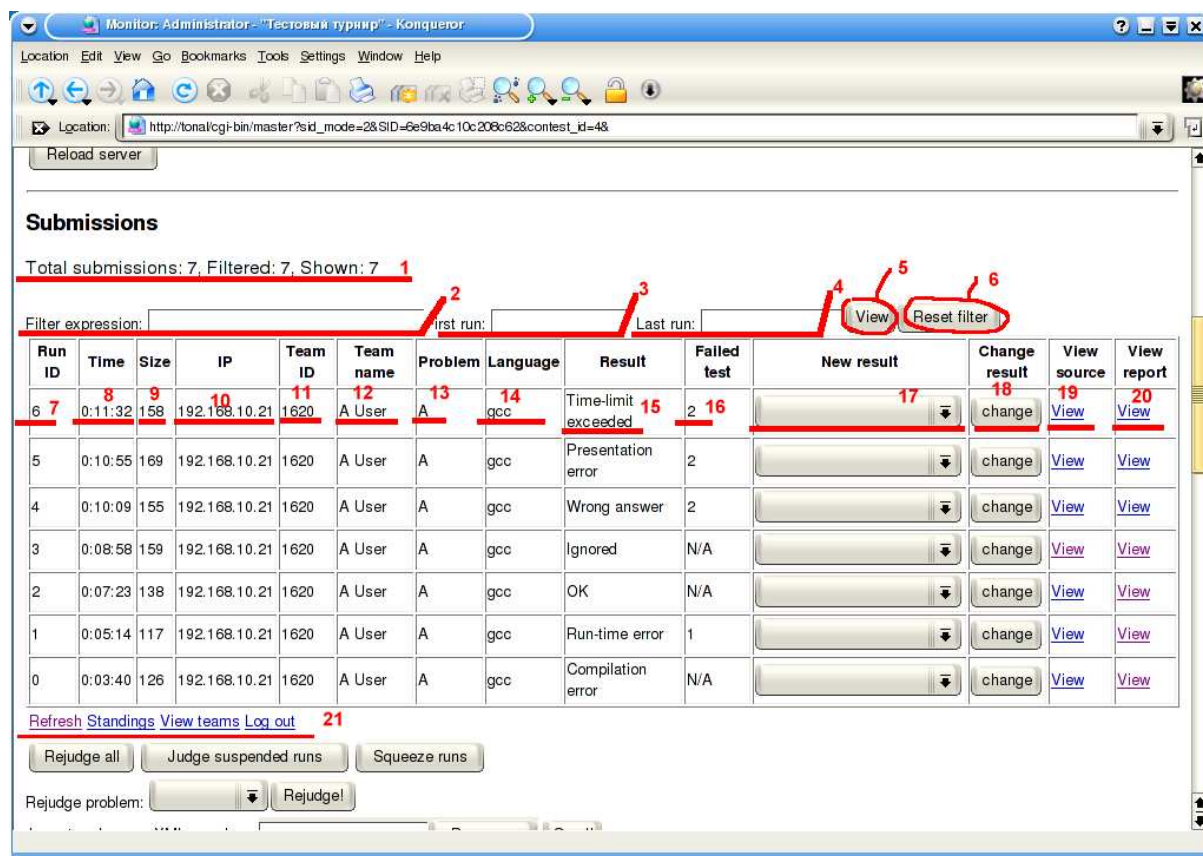 Monitor: Administrator - "Тестовый турнир" - Konqueror
Location Edit View Go Bookmarks Tools Settings Window Help
Location: http://tonal/cgi-bin/master?sid_mode=2&SID=6e9ba4c10c208c62&contest_id=4&
Reload server
Submissions
Total submissions: 7, Filtered: 7, Shown: 7 1
2 3 4 5 6
Filter expression: First run: Last run: View Reset filter
Run ID Time Size IP Team ID Team name Problem Language Result Failed test New result Change result View source View report
7 8 9 10 11 12 13 14 15 16 17 18 19 20
6 0:11:32 158 192.168.10.21 1620 A User A gcc Time-limit exceeded 2 change View View
5 0:10:55 169 192.168.10.21 1620 A User A gcc Presentation error 2 change View View
4 0:10:09 155 192.168.10.21 1620 A User A gcc Wrong answer 2 change View View
3 0:08:58 159 192.168.10.21 1620 A User A gcc Ignored N/A change View View
2 0:07:23 138 192.168.10.21 1620 A User A gcc OK N/A change View View
1 0:05:14 117 192.168.10.21 1620 A User A gcc Run-time error 1 change View View
0 0:03:40 126 192.168.10.21 1620 A User A gcc Compilation error N/A change View View
Refresh Standings View teams Log out 21
Rejudge all Judge suspended runs Squeeze runs
Rejudge problem: Rejudge!